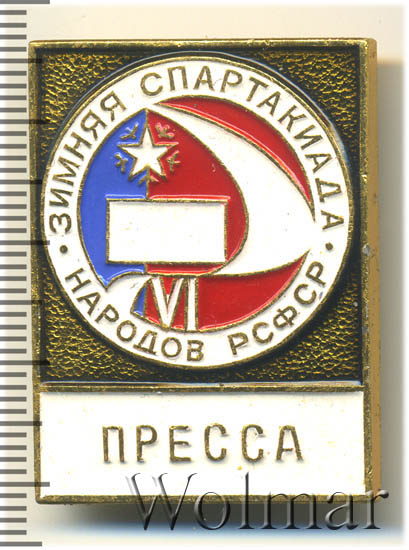 • ЗИМНЯЯ СПАРТАКИАДА •
НАРОДОВ РСФСР
VI
ПРЕССА
Wolmar